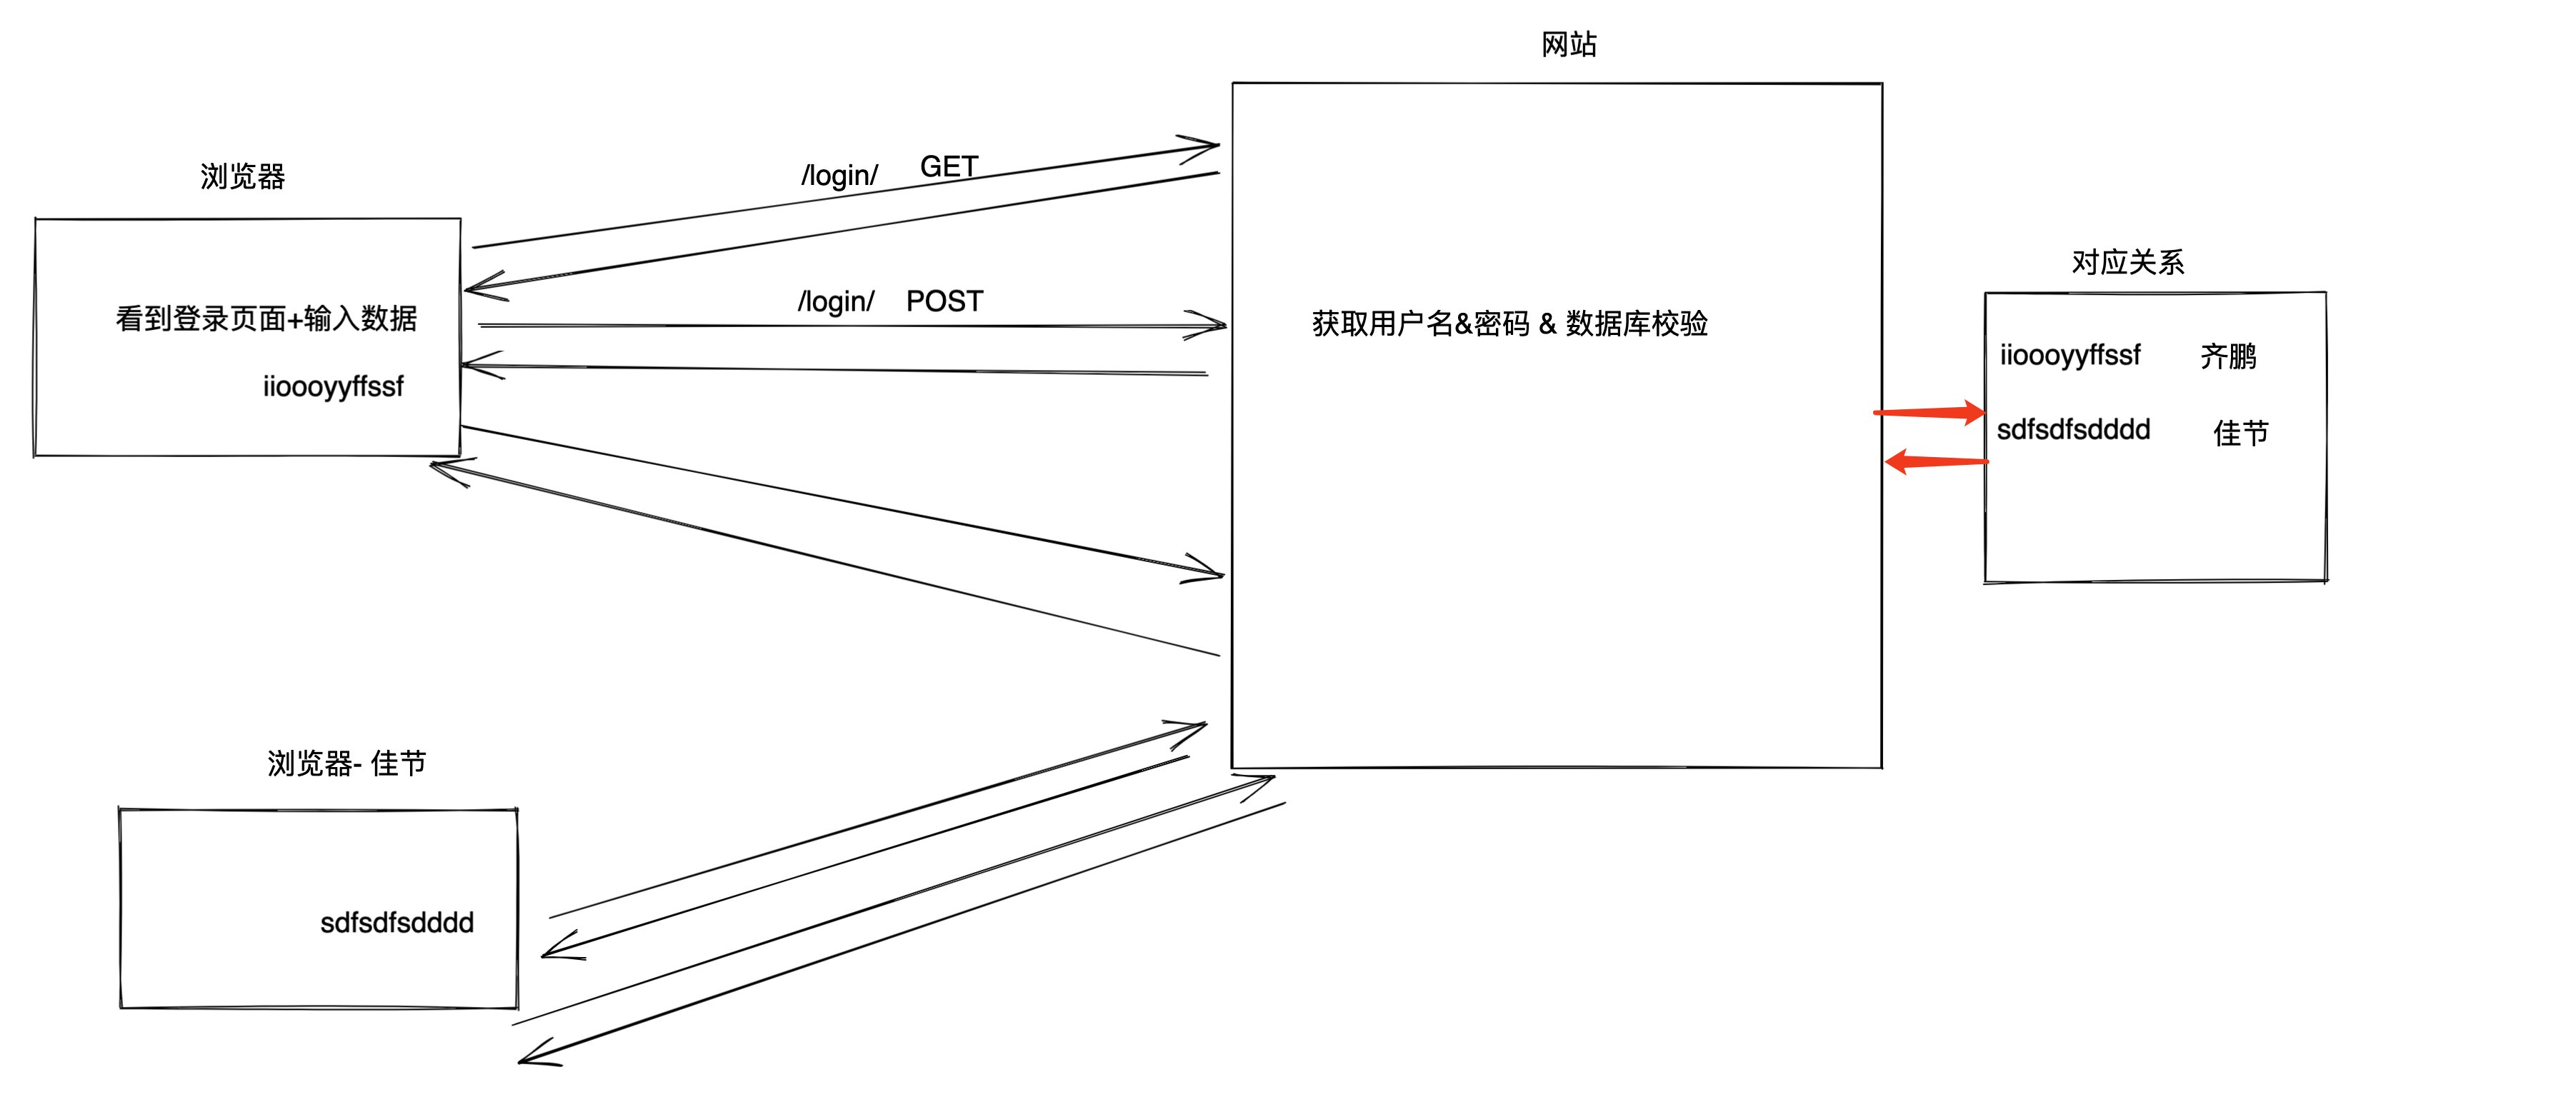 网站
浏览器
/login/ GET
看到登录页面+输入数据
iioooyyffssf
/login/ POST
获取用户名&密码 & 数据库校验
对应关系
iioooyyffssf 齐鹏
sdfsdfsdddd 佳节
浏览器- 佳节
sdfsdfsdddd